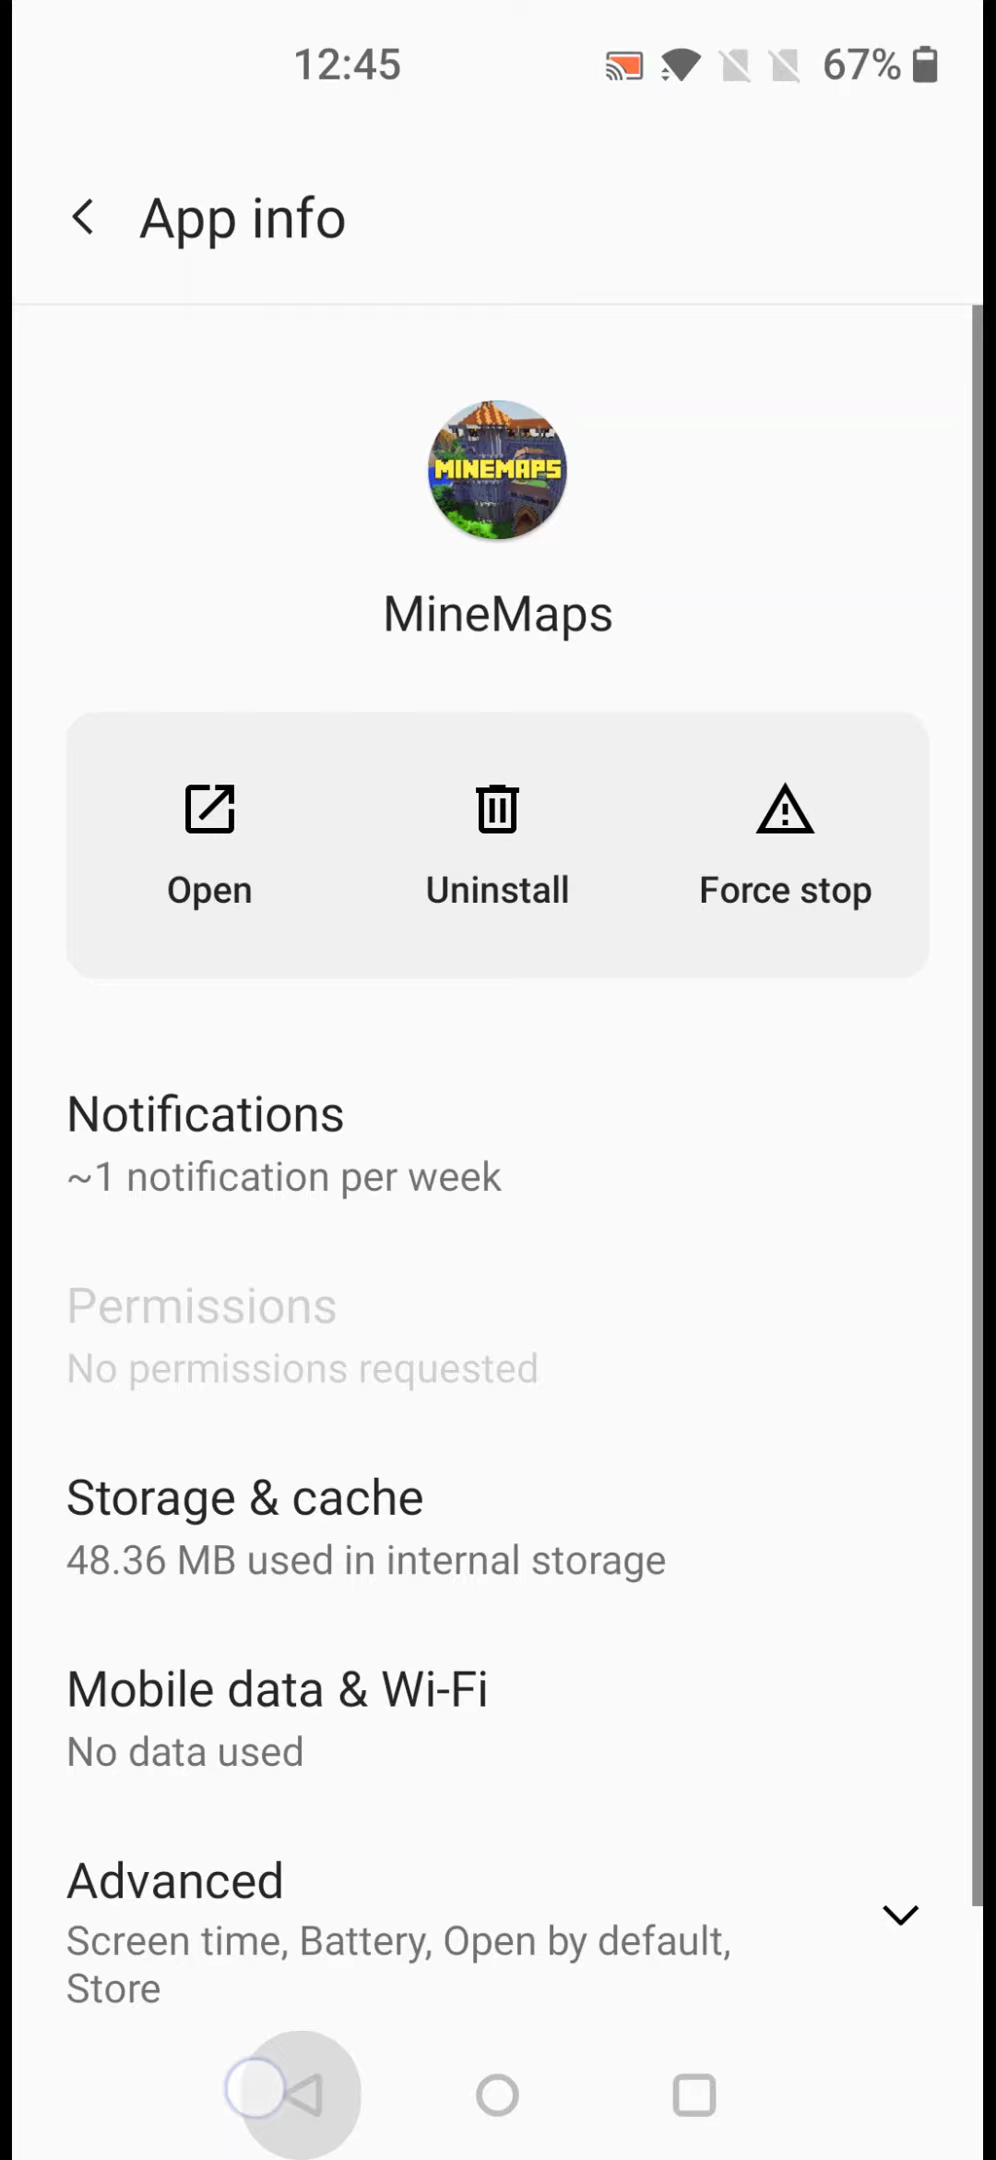 12:45
67%
App info
MINEMAPS
MineMaps
Open
Uninstall
Force stop
Notifications
~1 notification per week
Permissions
No permissions requested
Storage & cache
48.36 MB used in internal storage
Mobile data & Wi-Fi
No data used
Advanced
Screen time, Battery, Open by default,
Store